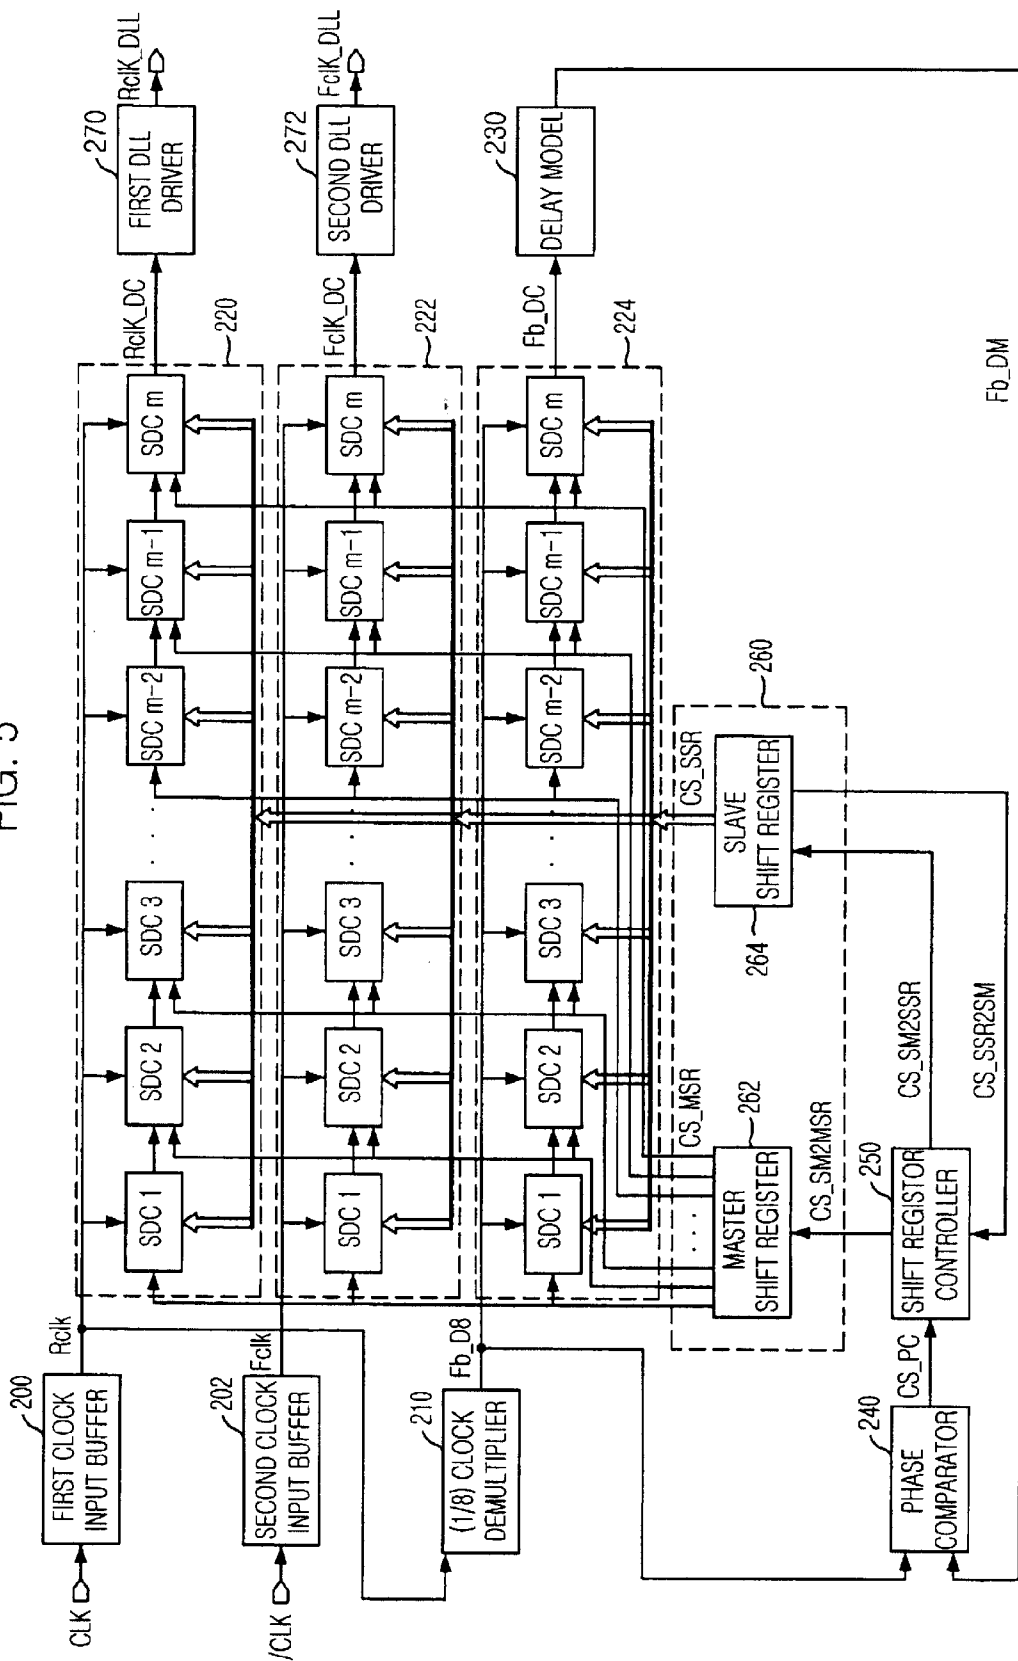 FIG. 5
CLK
200
FIRST CLOCK
INPUT BUFFER
Rclk
SDC 1
SDC 2
SDC 3
. . .
SDC m-2
SDC m-1
SDC m
220
RclK_DC
270
FIRST DLL
DRIVER
RclK_DLL
/CLK
202
SECOND CLOCK
INPUT BUFFER
Fclk
SDC 1
SDC 2
SDC 3
. . .
SDC m-2
SDC m-1
SDC m
222
FclK_DC
272
SECOND DLL
DRIVER
FclK_DLL
210
(1/8) CLOCK
DEMULTIPLIER
Fb_D8
SDC 1
SDC 2
SDC 3
. . .
SDC m-2
SDC m-1
SDC m
224
Fb_DC
230
DELAY MODEL
CS_MSR
262
MASTER
SHIFT REGISTER
. . . .
CS_SSR
SLAVE
SHIFT REGISTER
264
260
CS_SM2MSR
CS_SM2SSR
CS_SSR2SM
240
PHASE
COMPARATOR
CS_PC
250
SHIFT REGISTOR
CONTROLLER
Fb_DM